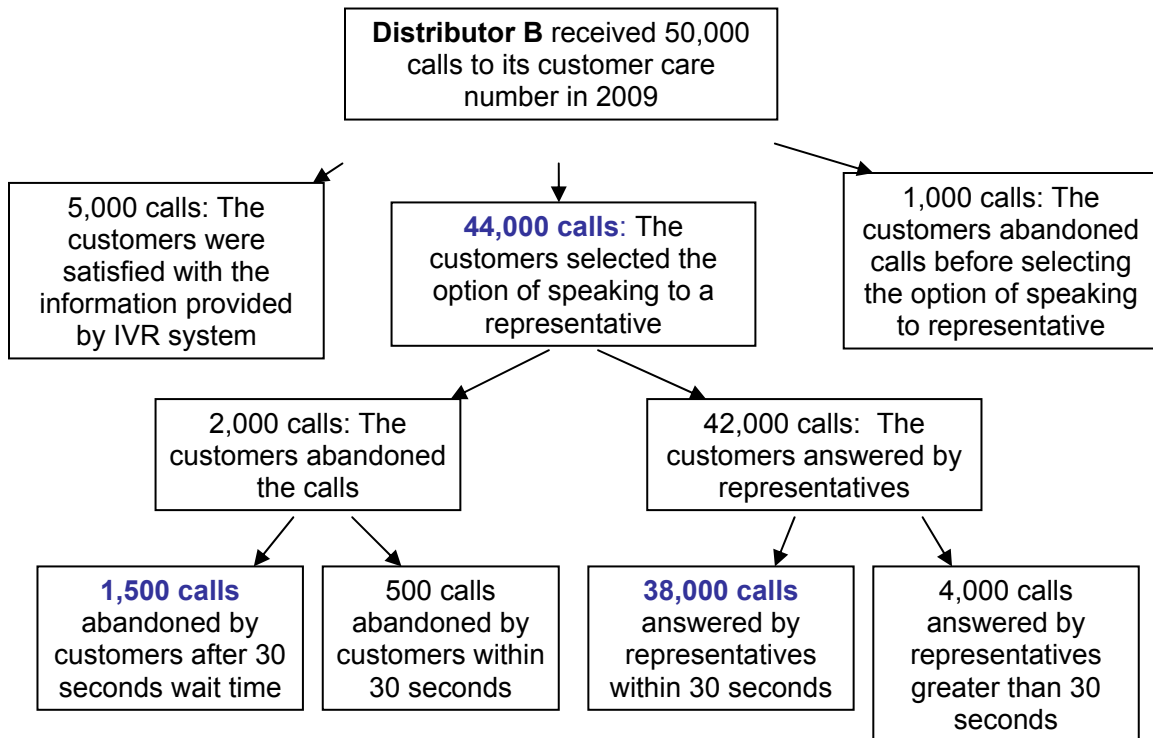 Distributor B received 50,000
calls to its customer care
number in 2009
5,000 calls: The
customers were
satisfied with the
information provided
by IVR system
44,000 calls: The
customers selected the
option of speaking to a
representative
1,000 calls: The
customers abandoned
calls before selecting
the option of speaking
to representative
2,000 calls: The
customers abandoned
the calls
42,000 calls: The
customers answered by
representatives
1,500 calls
abandoned by
customers after 30
seconds wait time
500 calls
abandoned by
customers within
30 seconds
38,000 calls
answered by
representatives
within 30 seconds
4,000 calls
answered by
representatives
greater than 30
seconds